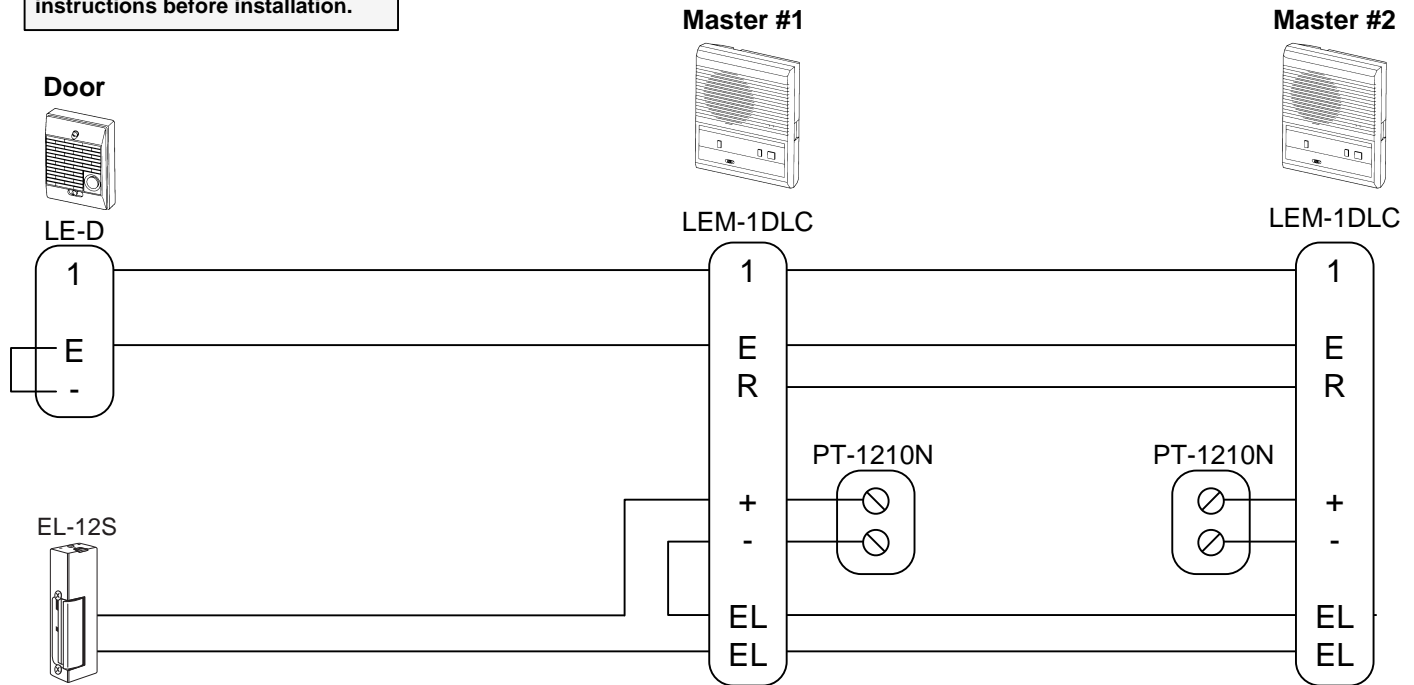 instructions before installation.
Master #1
Master #2
Door
LE-D
LEM-1DLC
LEM-1DLC
1
1
1
E
E
E
-
R
R
PT-1210N
PT-1210N
+
+
-
-
EL-12S
EL
EL
EL
EL